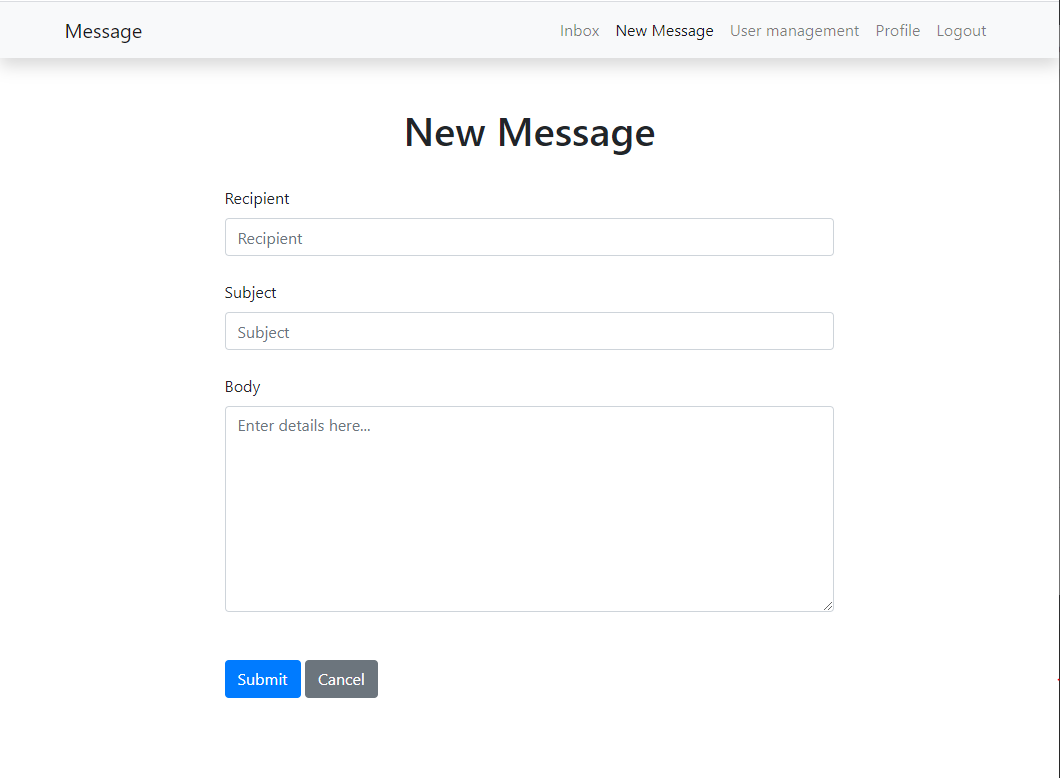 Message Inbox New Message User management Profile Logout
New Message
Recipient
Recipient
Subject
Subject
Body
Enter details here...
Submit Cancel